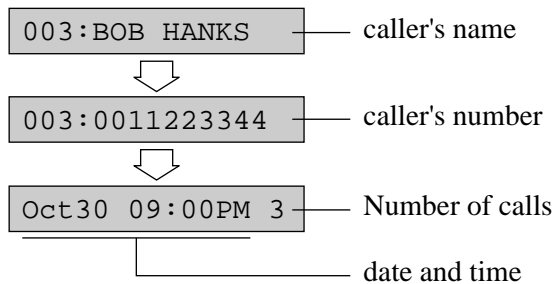 003:BOB HANKS caller's name
003:0011223344 caller's number
Oct30 09:00PM 3 Number of calls
date and time